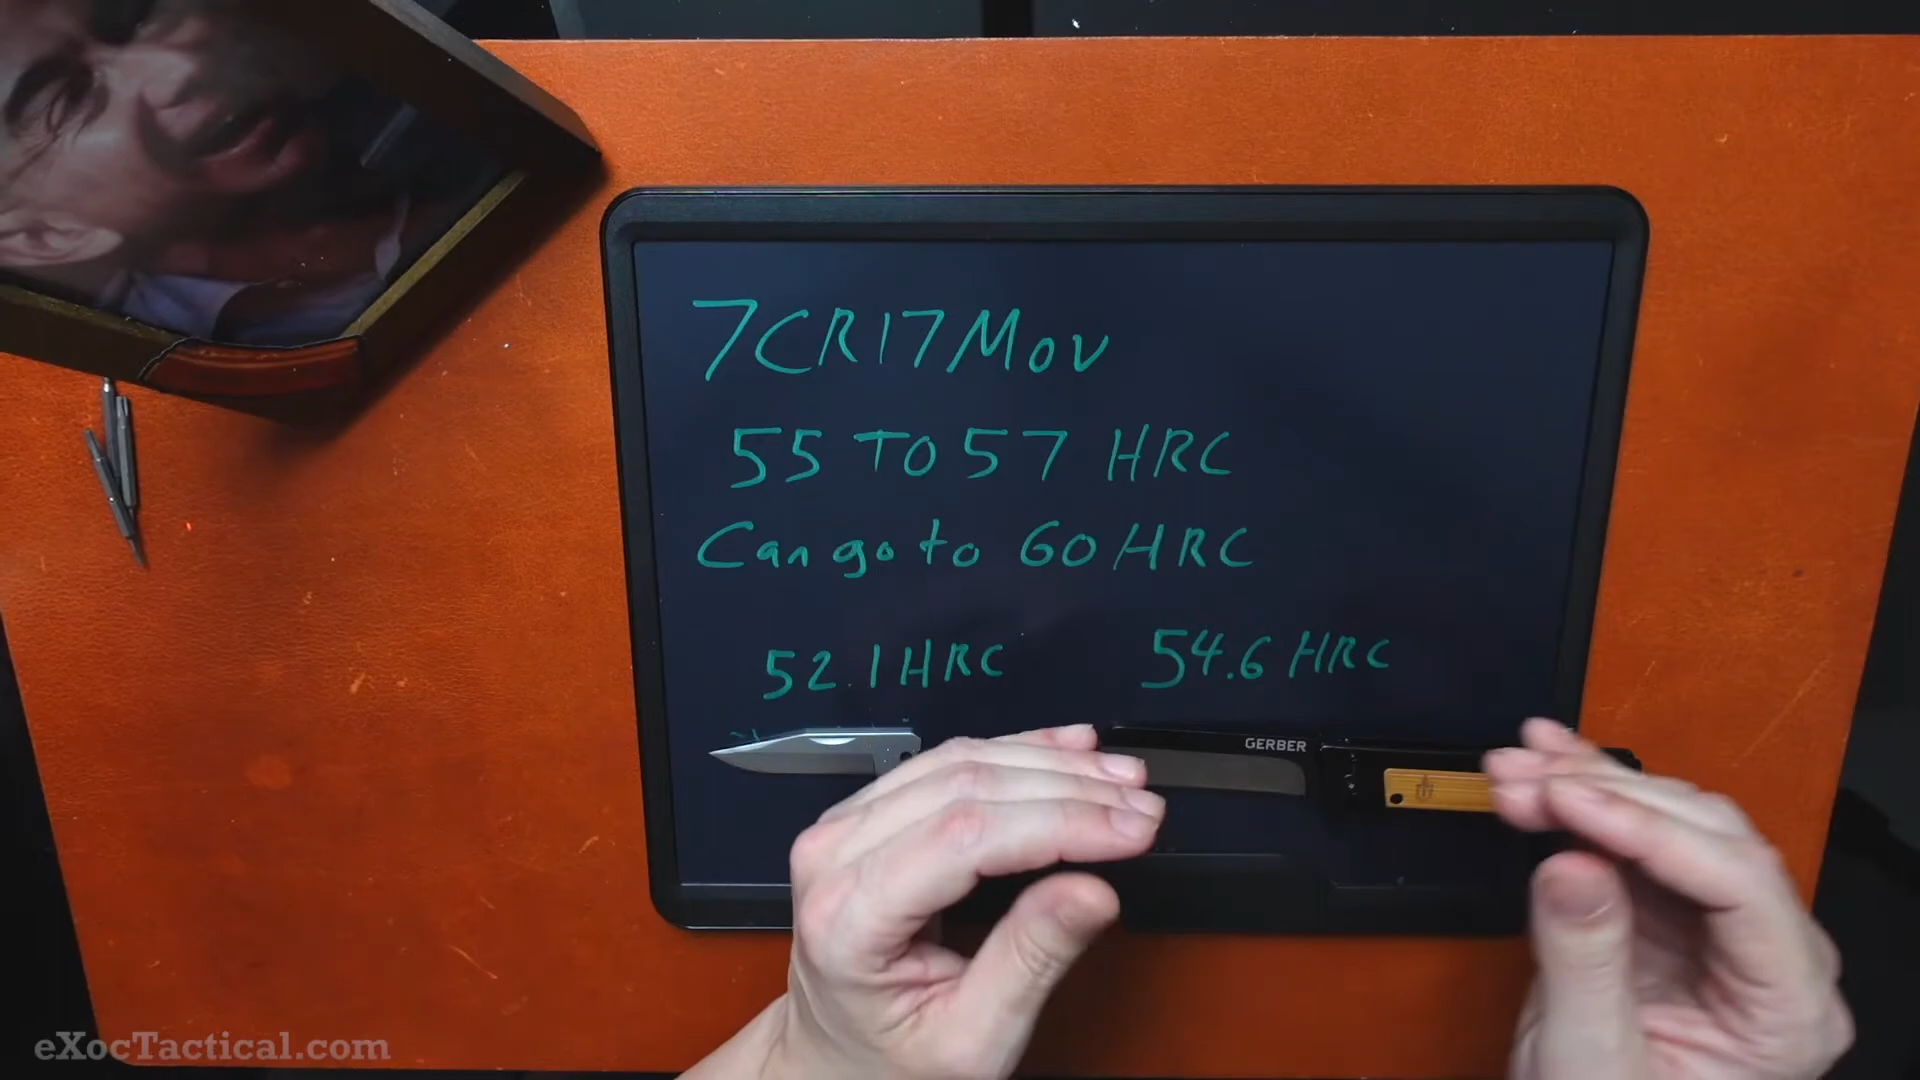 7CR17Mov
55 TO 57 HRC
Can go to 60 HRC
52.1 HRC
54.6 HRC
GERBER
eXocTactical.com